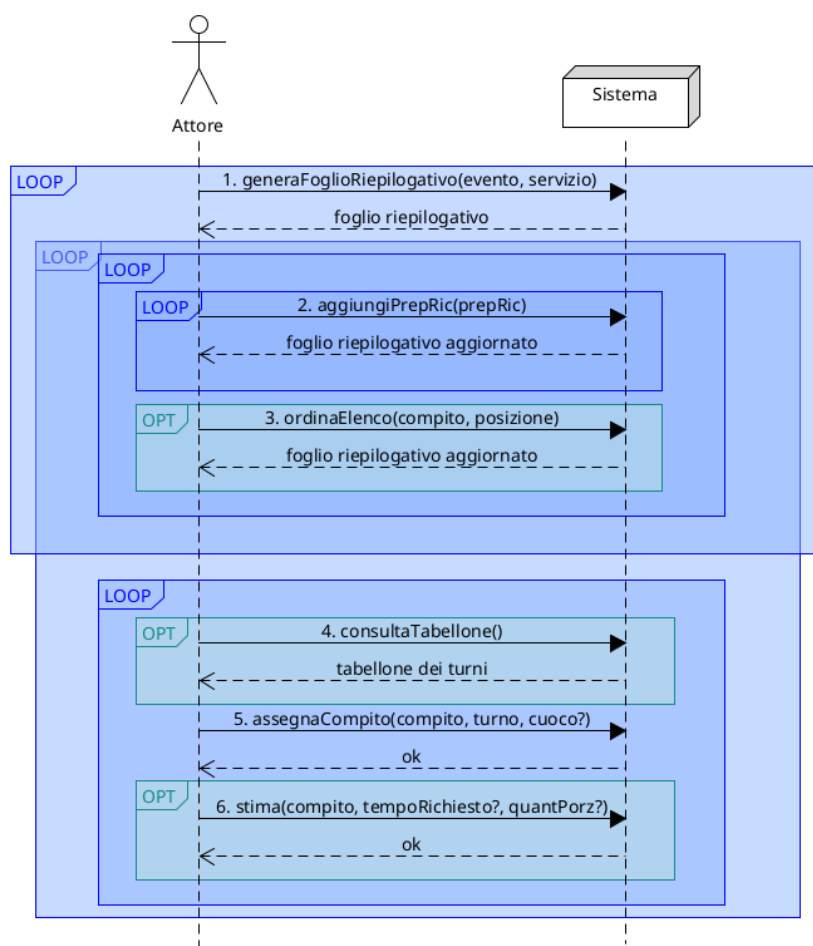 Attore
Sistema
LOOP
1. generaFoglioRiepilogativo(evento, servizio)
foglio riepilogativo
LOOP
LOOP
LOOP
2. aggiungiPrepRic(prepRic)
foglio riepilogativo aggiornato
OPT
3. ordinaElenco(compito, posizione)
foglio riepilogativo aggiornato
LOOP
OPT
4. consultaTabellone()
tabellone dei turni
5. assegnaCompito(compito, turno, cuoco?)
ok
OPT
6. stima(compito, tempoRichiesto?, quantPorz?)
ok